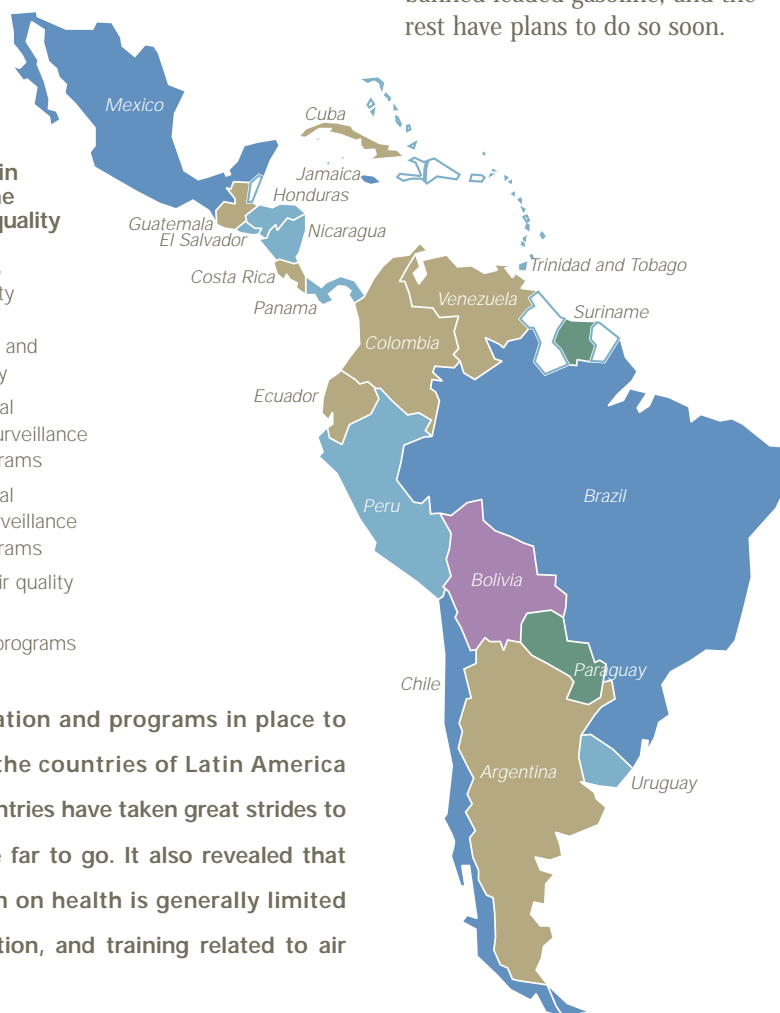 rest have plans to do so soon.
Mexico
Cuba
in
Jamaica
Honduras
quality
Guatemala
Nicaragua
El Salvador
Trinidad and Tobago
Costa Rica
Venezuela
Panama
Suriname
and
Colombia
Ecuador
urveillance
rams
Brazil
Peru
veillance
rams
Bolivia
ir quality
programs
Paraguay
Chile
ation and programs in place to
the countries of Latin America
Argentina
Uruguay
ntries have taken great strides to
far to go. It also revealed that
n on health is generally limited
tion, and training related to air